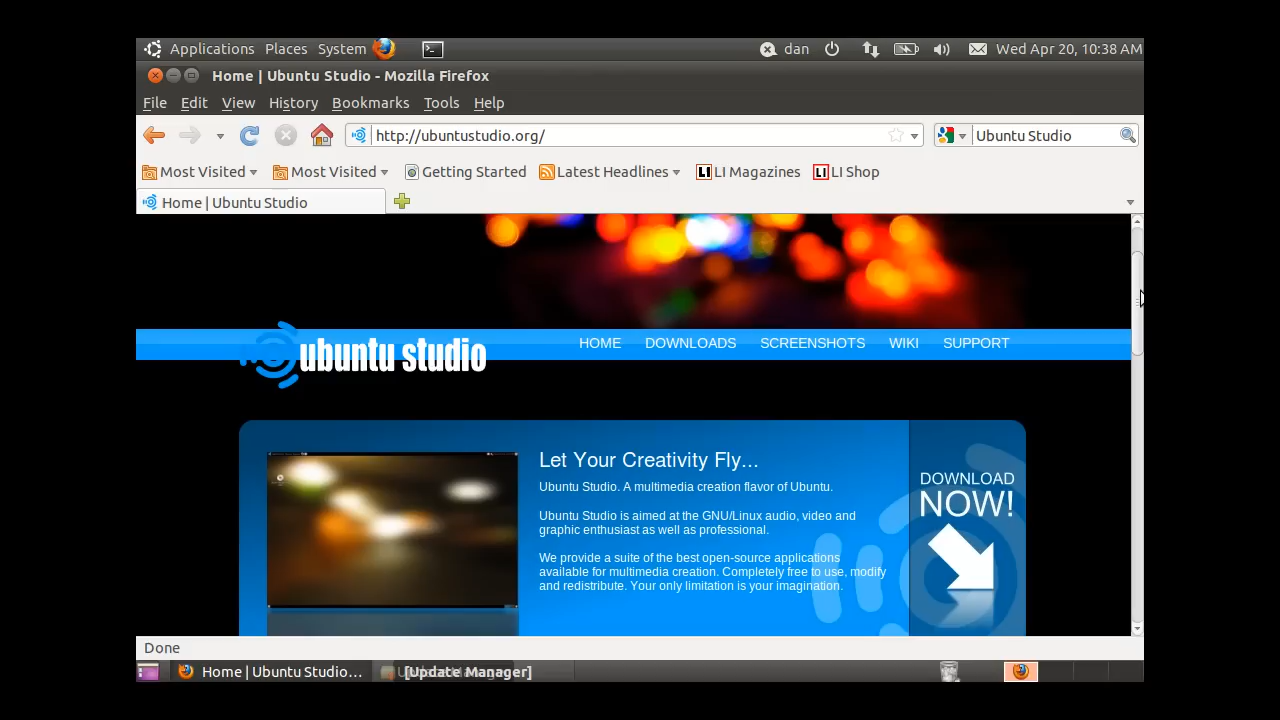 Applications Places System dan Wed Apr 20, 10:38 AM
Home | Ubuntu Studio - Mozilla Firefox
File Edit View History Bookmarks Tools Help
http://ubuntustudio.org/ Ubuntu Studio
Most Visited Most Visited Getting Started Latest Headlines LI LI Magazines LI LI Shop
Home | Ubuntu Studio
ubuntu studio HOME DOWNLOADS SCREENSHOTS WIKI SUPPORT
Let Your Creativity Fly...
Ubuntu Studio. A multimedia creation flavor of Ubuntu.
Ubuntu Studio is aimed at the GNU/Linux audio, video and
graphic enthusiast as well as professional.
We provide a suite of the best open-source applications
available for multimedia creation. Completely free to use, modify
and redistribute. Your only limitation is your imagination.
DOWNLOAD
NOW!
Done
Home | Ubuntu Studio... [Update Manager]